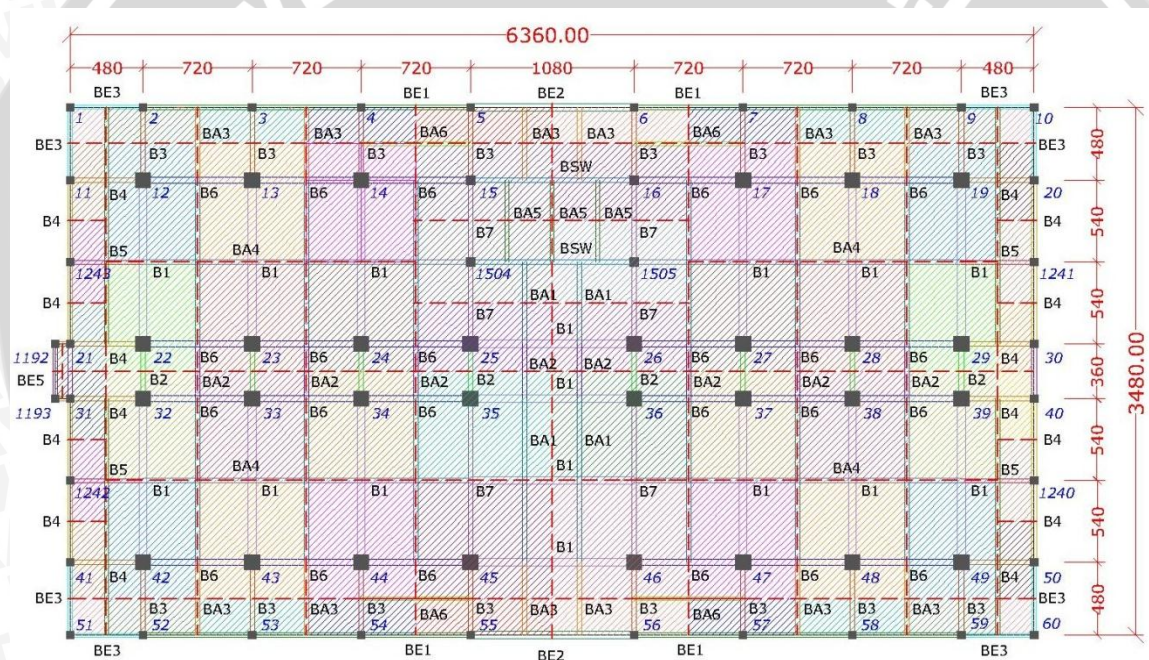 6360.00
480 720 720 720 1080 720 720 720 480
BE3 BE1 BE2 BE1 BE3
1 2 3 4 5 6 7 8 9 10
BE3 BA3 BA3 BA6 BA3 BA3 BA6 BA3 BA3 BE3 480
B3 B3 B3 B3 B3 B3 B3 B3
BSW
11 B4 12 B6 13 B6 14 B6 15 16 B6 17 B6 18 B6 19 B4 20
B4 BA5 BA5 BA5 B4 540
B7 B7
B5 BA4 BSW BA4 B5
1243 B1 B1 B1 1504 1505 B1 B1 B1 1241
B4 BA1 BA1 B4 540
B7 B1 B7
1192 21 B4 22 B6 23 B6 24 B6 25 BA2 BA2 26 B6 27 B6 28 B6 29 B4 30
BE5 B2 BA2 BA2 BA2 B2 B1 B2 BA2 BA2 BA2 B2 360 3480.00
1193 31 B4 32 B6 33 B6 34 B6 35 36 B6 37 B6 38 B6 39 B4 40
B4 BA1 BA1 B4 540
B5 BA4 B1 BA4 B5
1242 B1 B1 B1 B7 B7 B1 B1 B1 1240
B4 B4 540
B1
41 B4 42 B6 43 B6 44 B6 45 46 B6 47 B6 48 B6 49 B4 50
BE3 B3 BA3 B3 BA3 B3 BA6 B3 BA3 BA3 B3 BA6 B3 BA3 B3 BA3 B3 BE3 480
51 52 53 54 55 56 57 58 59 60
BE3 BE1 BE2 BE1 BE3